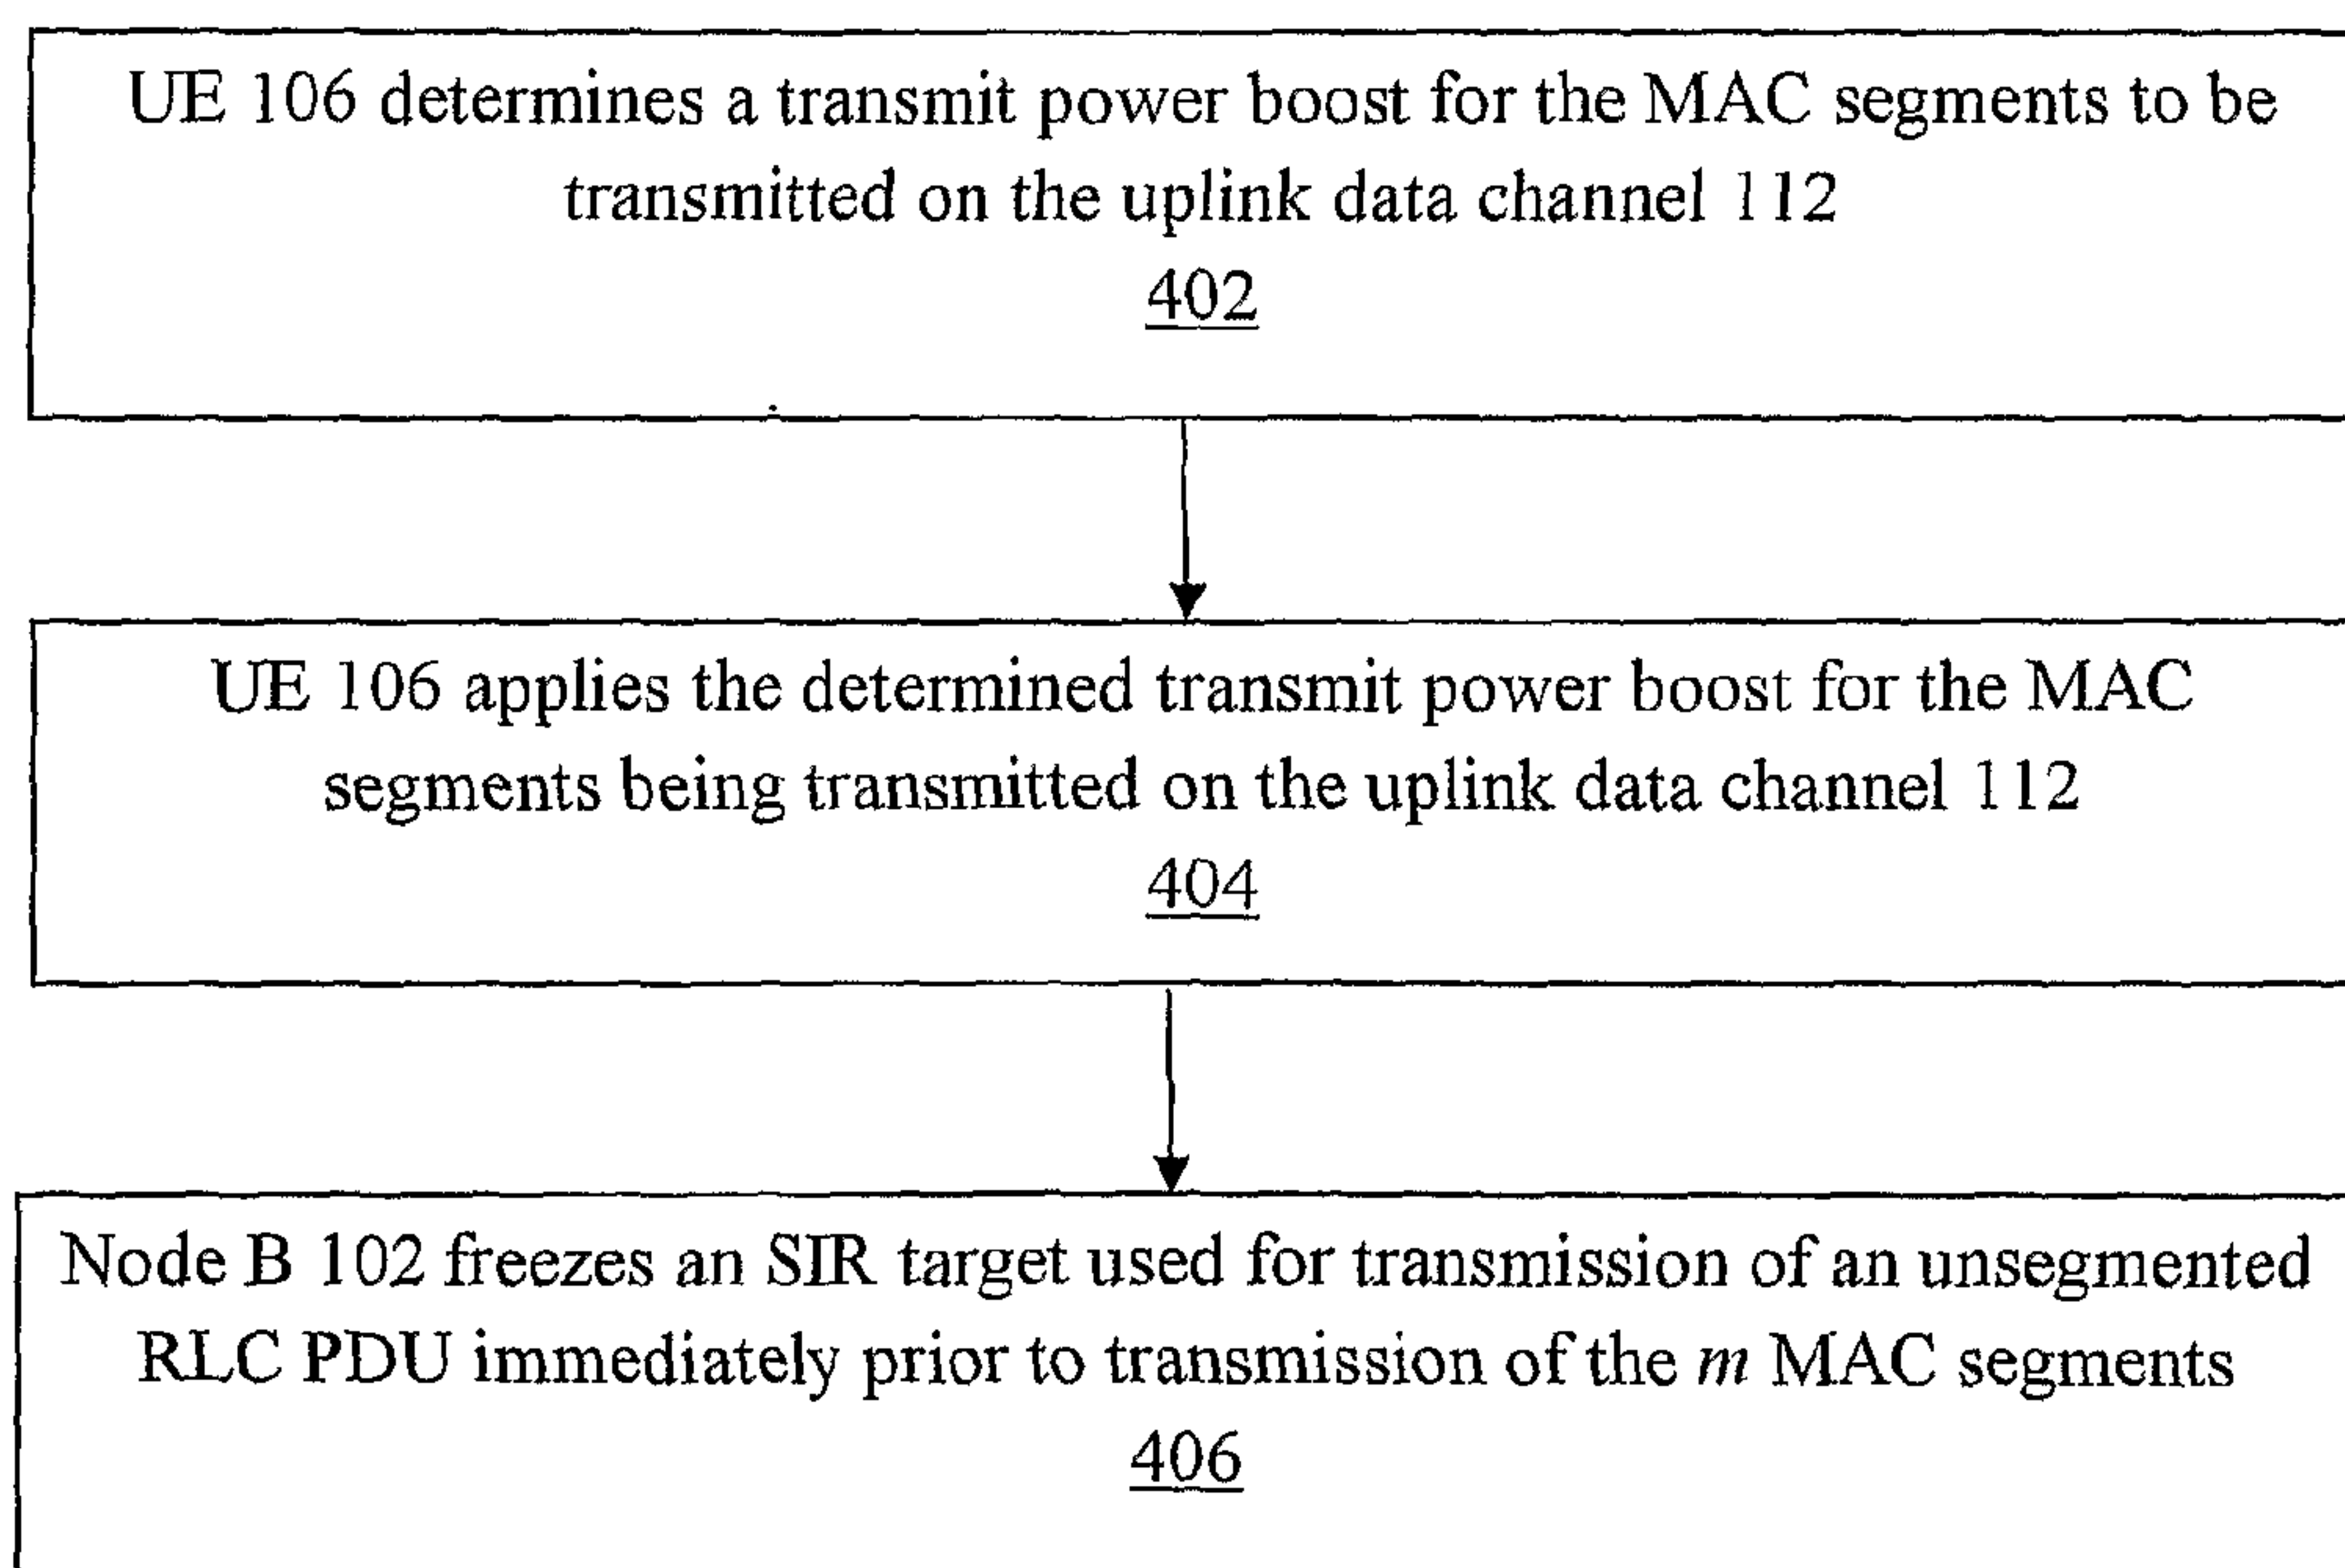 UE 106 determines a transmit power boost for the MAC segments to be
transmitted on the uplink data channel 112
402
UE 106 applies the determined transmit power boost for the MAC
segments being transmitted on the uplink data channel 112
404
Node B 102 freezes an SIR target used for transmission of an unsegmented
RLC PDU immediately prior to transmission of the m MAC segments
406